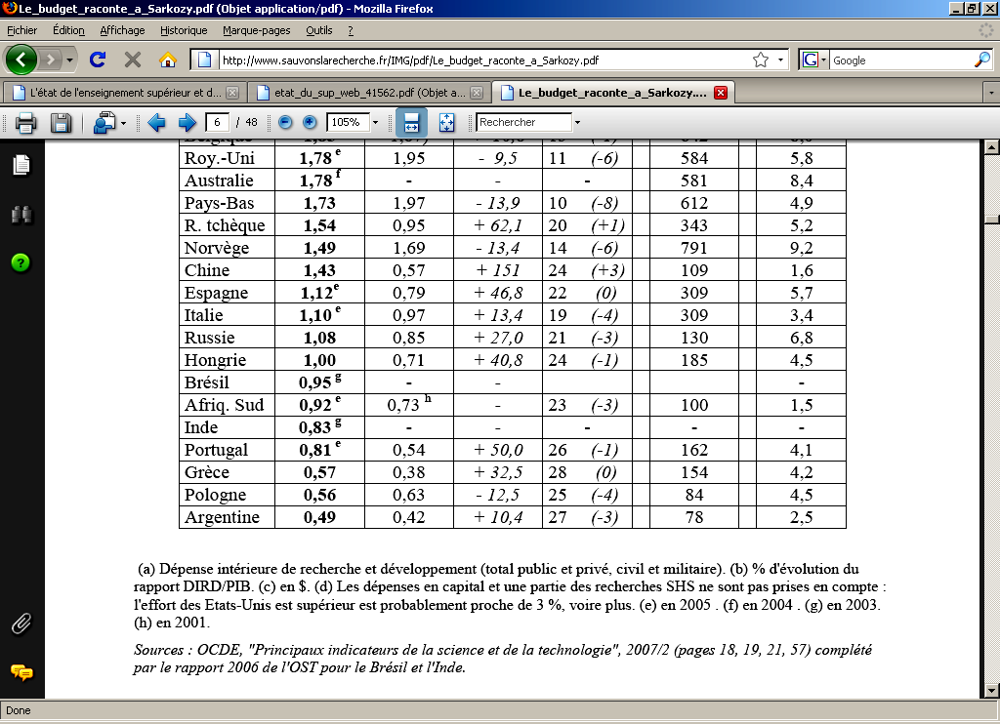 Le_budget_raconte_a_Sarkozy.pdf (Objet application/pdf) - Mozilla Firefox
Fichier Édition Affichage Historique Marque-pages Outils ?
http://www.sauvonslarecherche.fr/IMG/pdf/Le_budget_raconte_a_Sarkozy.pdf Google
L'état de l'enseignement supérieur et d... etat_du_sup_web_41562.pdf (Objet a... Le_budget_raconte_a_Sarkozy....
6 / 48 105% Rechercher
Roy.-Uni 1,78 e 1,95 - 9,5 11 (-6) 584 5,8
Australie 1,78 f - - - 581 8,4
Pays-Bas 1,73 1,97 - 13,9 10 (-8) 612 4,9
R. tchèque 1,54 0,95 + 62,1 20 (+1) 343 5,2
Norvège 1,49 1,69 - 13,4 14 (-6) 791 9,2
Chine 1,43 0,57 + 151 24 (+3) 109 1,6
Espagne 1,12e 0,79 + 46,8 22 (0) 309 5,7
Italie 1,10 e 0,97 + 13,4 19 (-4) 309 3,4
Russie 1,08 0,85 + 27,0 21 (-3) 130 6,8
Hongrie 1,00 0,71 + 40,8 24 (-1) 185 4,5
Brésil 0,95 g - - -
Afriq. Sud 0,92 e 0,73 h - 23 (-3) 100 1,5
Inde 0,83 g - - - - -
Portugal 0,81 e 0,54 + 50,0 26 (-1) 162 4,1
Grèce 0,57 0,38 + 32,5 28 (0) 154 4,2
Pologne 0,56 0,63 - 12,5 25 (-4) 84 4,5
Argentine 0,49 0,42 + 10,4 27 (-3) 78 2,5
(a) Dépense intérieure de recherche et développement (total public et privé, civil et militaire). (b) % d'évolution du
rapport DIRD/PIB. (c) en $. (d) Les dépenses en capital et une partie des recherches SHS ne sont pas prises en compte :
l'effort des Etats-Unis est supérieur est probablement proche de 3 %, voire plus. (e) en 2005 . (f) en 2004 . (g) en 2003.
(h) en 2001.
Sources : OCDE, "Principaux indicateurs de la science et de la technologie", 2007/2 (pages 18, 19, 21, 57) complété
par le rapport 2006 de l'OST pour le Brésil et l'Inde.
Done